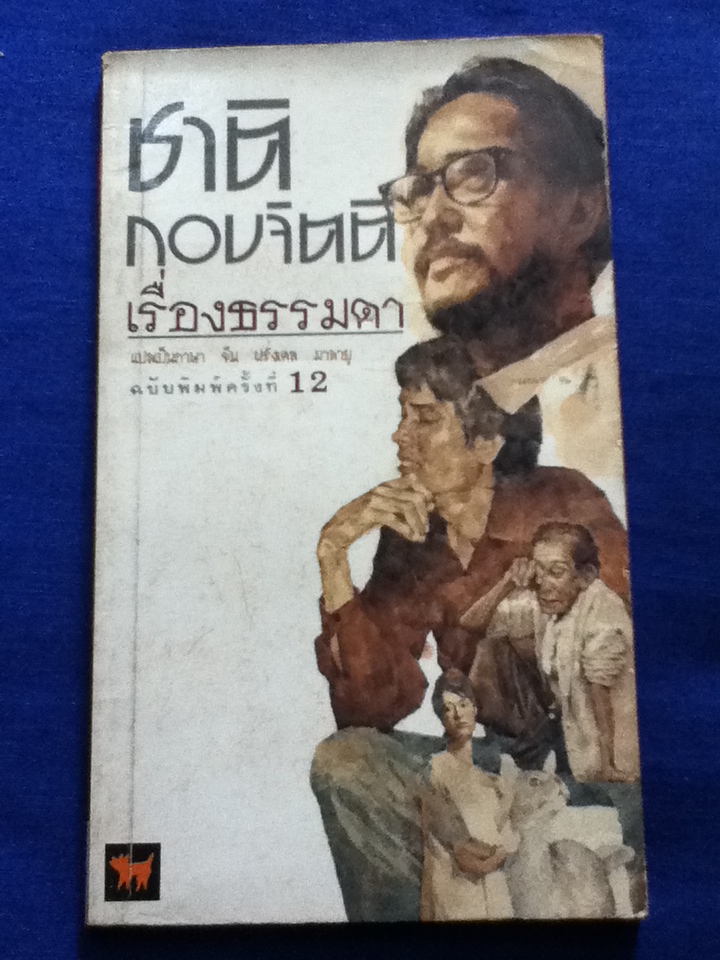 ชาติ
กอบจิตติ
เรื่องธรรมดา
แปลเป็นภาษา จีน ฝรั่งเศส มาลายู
ฉบับพิมพ์ครั้งที่ 12